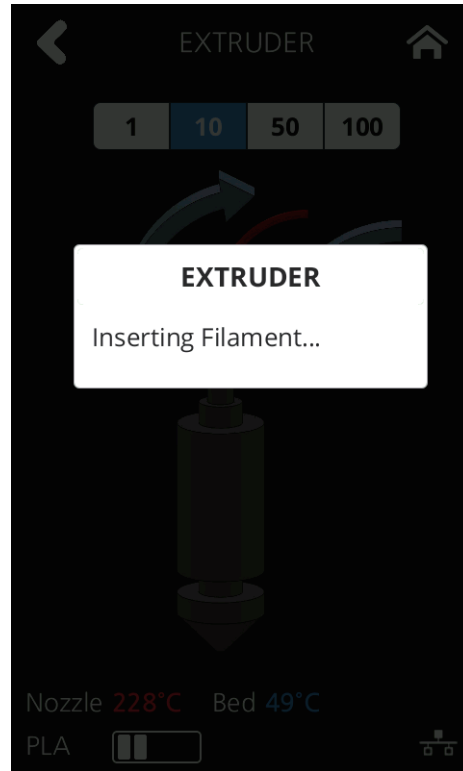 EXTRUDER
1 10 50 100
EXTRUDER
Inserting Filament...
Nozzle 228°C Bed 49°C
PLA